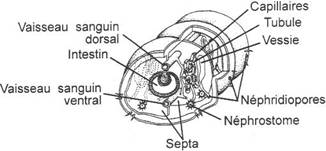 Capillaires
Tubule
Vaisseau sanguin
dorsal
Vessie
Intestin
Vaisseau sanguin
ventral
Néphridiopores
Néphrostome
Septa